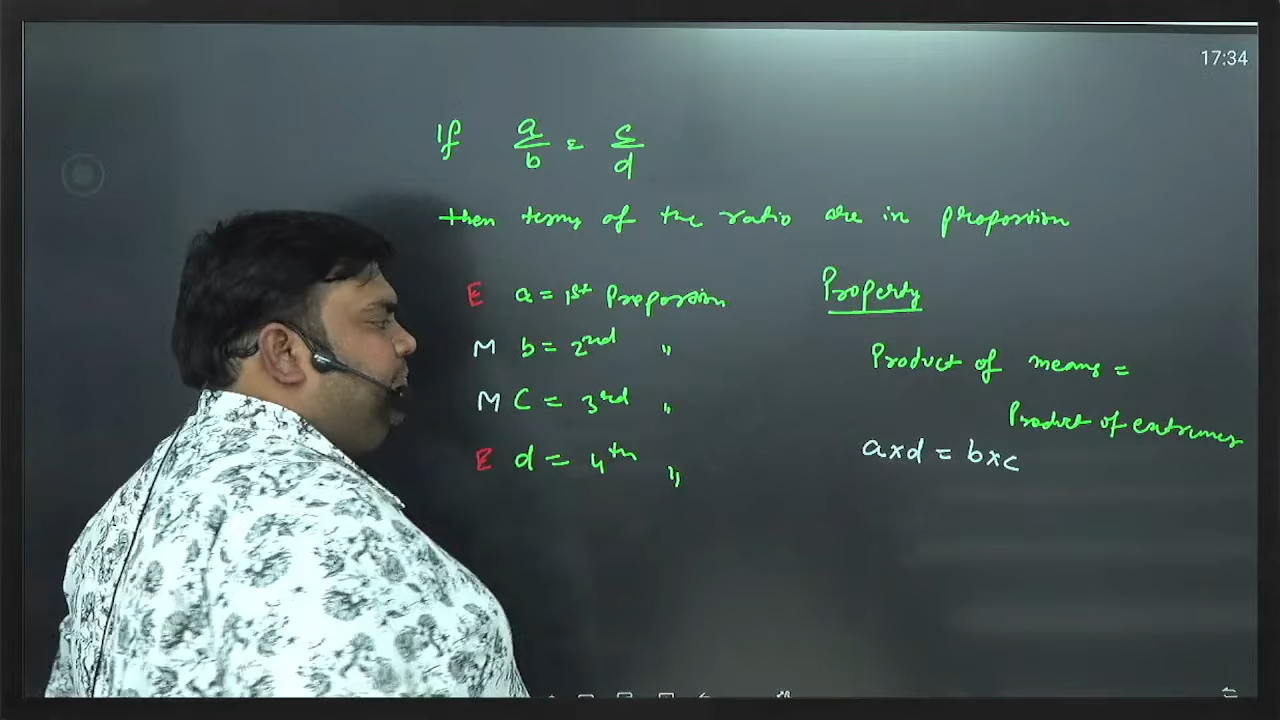 17:34
If a/b = c/d
then terms of the ratio are in proportion
E a = 1st Proportion
M b = 2nd "
M c = 3rd "
E d = 4th "
Property
Product of means =
Product of extremes
a×d = b×c